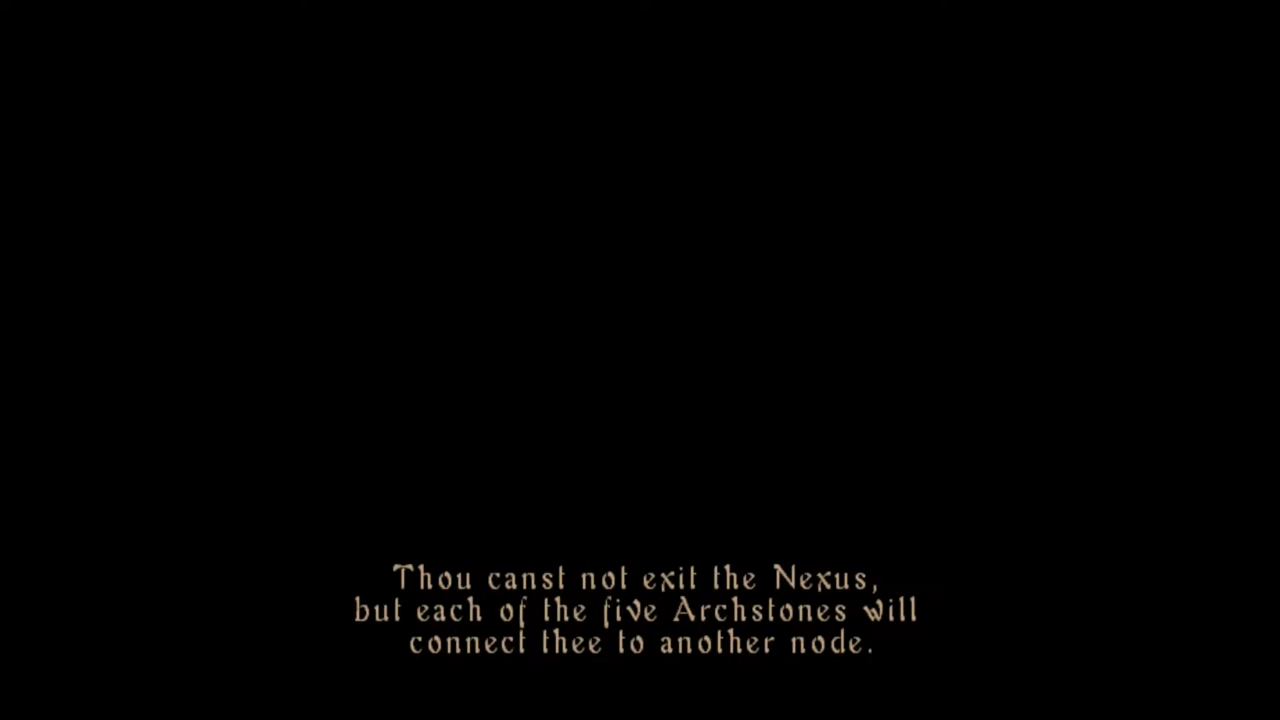 Thou canst not exit the Nexus,
but each of the five Archstones will
connect thee to another node.